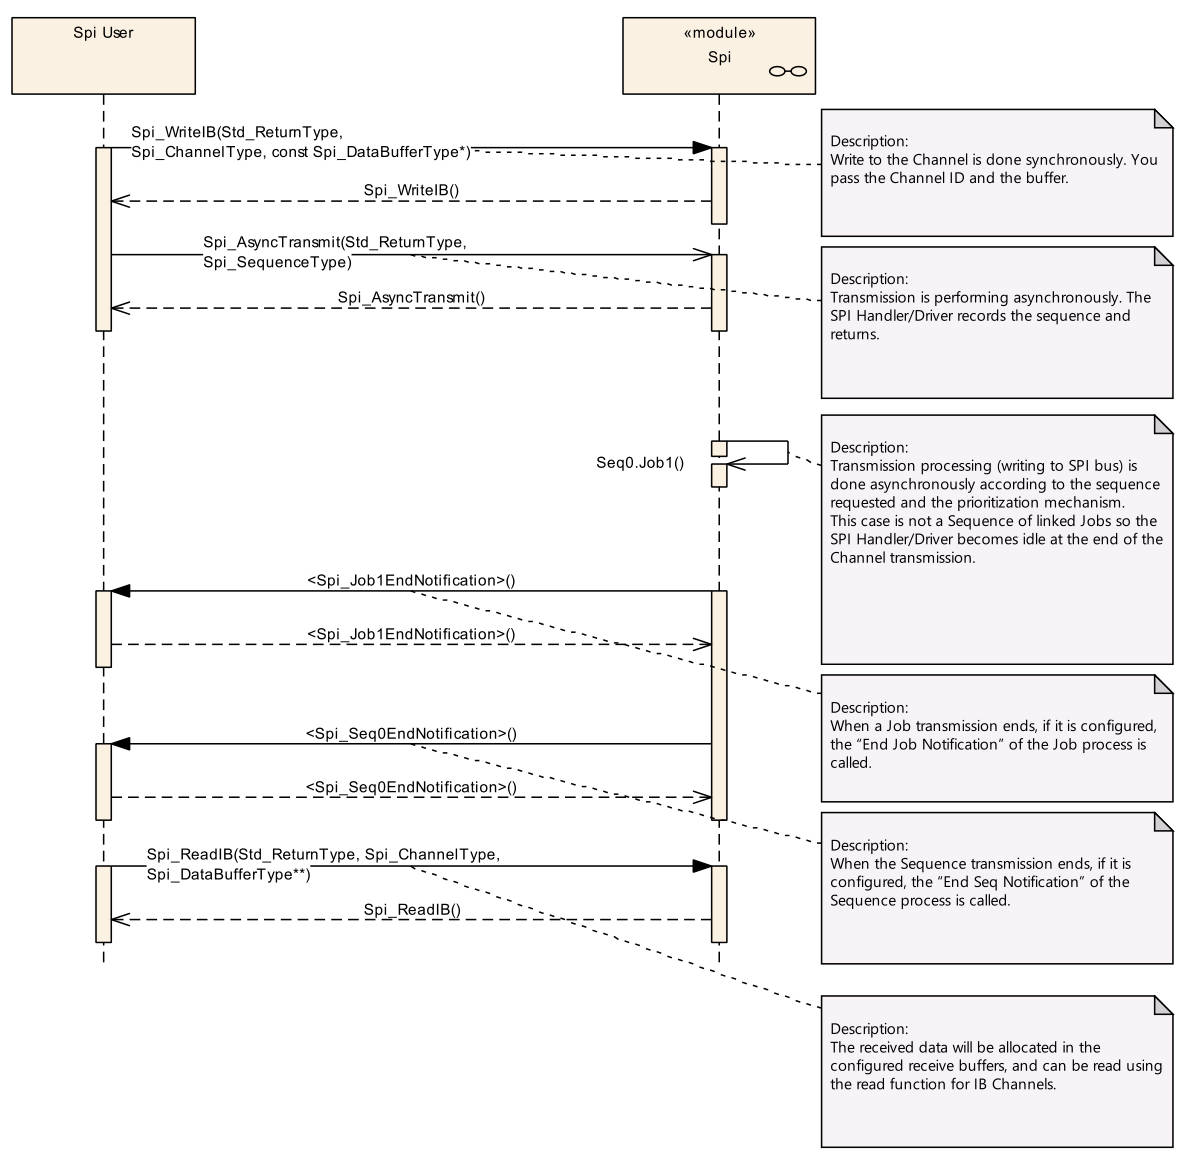 Spi User
«module»
Spi
Spi_WriteIB(Std_ReturnType,
Spi_ChannelType, const Spi_DataBufferType*)
Description:
Write to the Channel is done synchronously. You
pass the Channel ID and the buffer.
Spi_WriteIB()
Spi_AsyncTransmit(Std_ReturnType,
Spi_SequenceType)
Description:
Transmission is performing asynchronously. The
SPI Handler/Driver records the sequence and
returns.
Spi_AsyncTransmit()
Seq0.Job1()
Description:
Transmission processing (writing to SPI bus) is
done asynchronously according to the sequence
requested and the prioritization mechanism.
This case is not a Sequence of linked Jobs so the
SPI Handler/Driver becomes idle at the end of the
Channel transmission.
<Spi_Job1EndNotification>()
<Spi_Job1EndNotification>()
Description:
When a Job transmission ends, if it is configured,
the “End Job Notification” of the Job process is
called.
<Spi_Seq0EndNotification>()
<Spi_Seq0EndNotification>()
Description:
When the Sequence transmission ends, if it is
configured, the “End Seq Notification” of the
Sequence process is called.
Spi_ReadIB(Std_ReturnType, Spi_ChannelType,
Spi_DataBufferType**)
Spi_ReadIB()
Description:
The received data will be allocated in the
configured receive buffers, and can be read using
the read function for IB Channels.